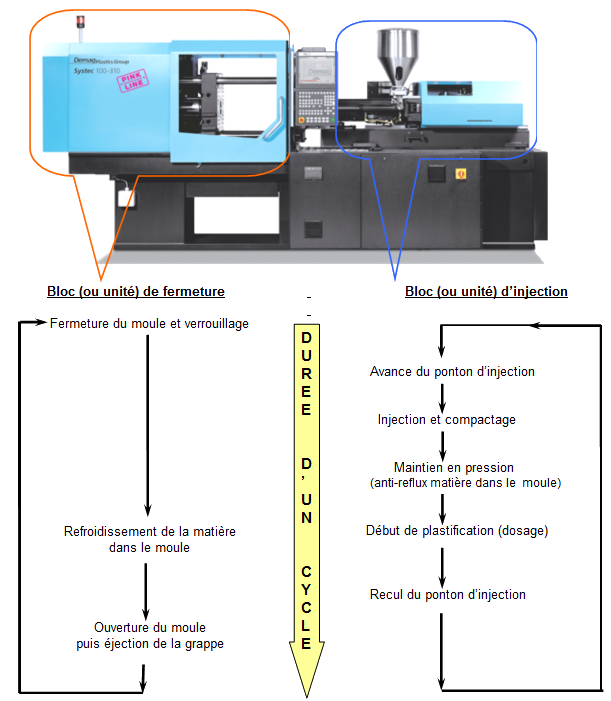 Demag Plastics Group
Systec 100-310
PINK
LINE
Demag
Bloc (ou unité) de fermeture
Bloc (ou unité) d'injection
Fermeture du moule et verrouillage
DUREE D'UN CYCLE
Avance du ponton d'injection
Injection et compactage
Maintien en pression
(anti-reflux matière dans le moule)
Refroidissement de la matière
dans le moule
Début de plastification (dosage)
Recul du ponton d'injection
Ouverture du moule
puis éjection de la grappe